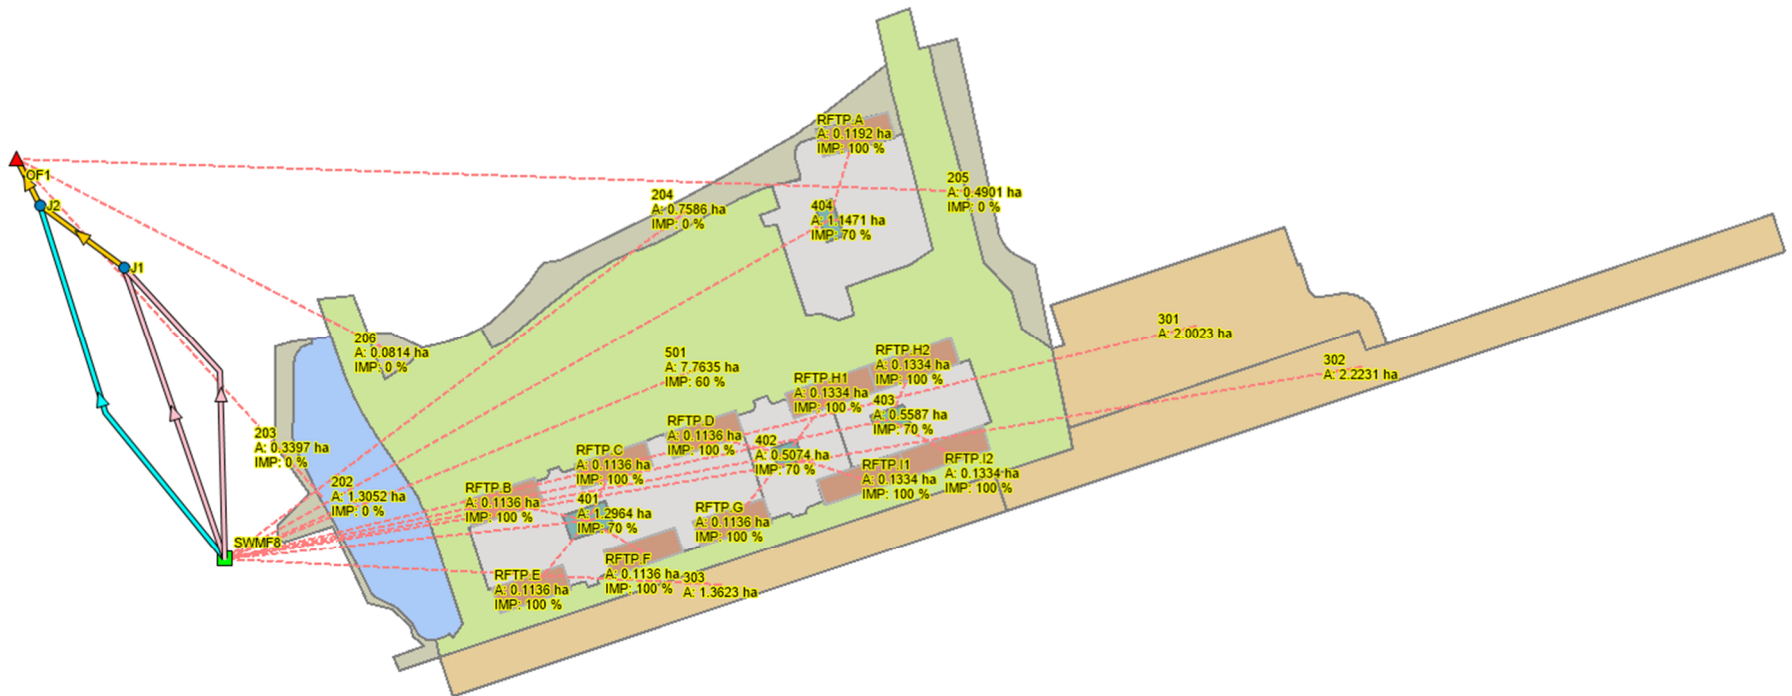 RFTP.A
A: 0.1192 ha
IMP: 100 %
OF1
J2
J1
204
A: 0.7586 ha
IMP: 0 %
404
A: 1.1471 ha
IMP: 70 %
205
A: 0.4901 ha
IMP: 0 %
206
A: 0.0814 ha
IMP: 0 %
501
A: 7.7635 ha
IMP: 60 %
301
A: 2.0023 ha
302
A: 2.2231 ha
RFTP.H2
A: 0.1334 ha
IMP: 100 %
RFTP.H1
A: 0.1334 ha
IMP: 100 %
403
A: 0.5587 ha
IMP: 70 %
RFTP.D
A: 0.1136 ha
IMP: 100 %
203
A: 0.3397 ha
IMP: 0 %
RFTP.C
A: 0.1136 ha
IMP: 100 %
402
A: 0.5074 ha
IMP: 70 %
RFTP.I1
A: 0.1334 ha
IMP: 100 %
RFTP.I2
A: 0.1334 ha
IMP: 100 %
202
A: 1.3052 ha
IMP: 0 %
RFTP.B
A: 0.1136 ha
IMP: 100 %
401
A: 1.2964 ha
IMP: 70 %
RFTP.G
A: 0.1136 ha
IMP: 100 %
SWMF8
RFTP.E
A: 0.1136 ha
IMP: 100 %
RFTP.F
A: 0.1136 ha
IMP: 100 %
303
A: 1.3623 ha